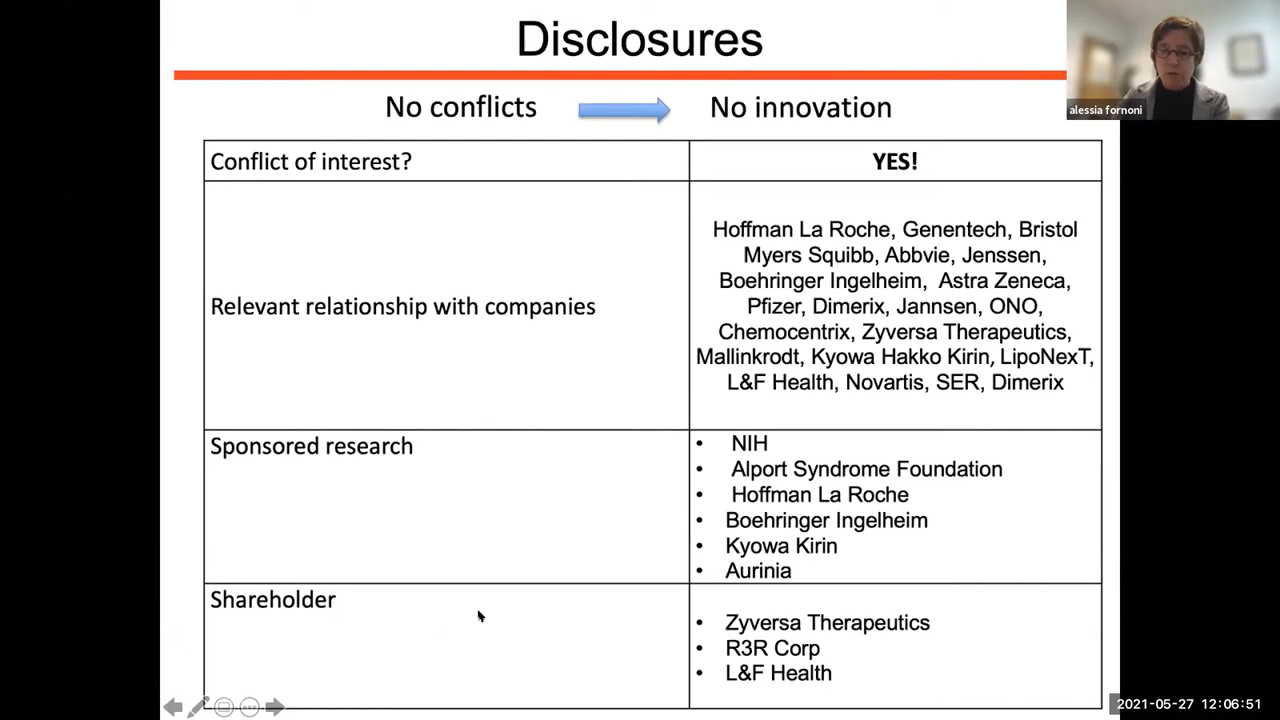 Disclosures
No conflicts
No innovation
alessia fornoni
Conflict of interest?
YES!
Relevant relationship with companies
Hoffman La Roche, Genentech, Bristol
Myers Squibb, Abbvie, Jenssen,
Boehringer Ingelheim, Astra Zeneca,
Pfizer, Dimerix, Jannsen, ONO,
Chemocentrix, Zyversa Therapeutics,
Mallinkrodt, Kyowa Hakko Kirin, LipoNexT,
L&F Health, Novartis, SER, Dimerix
Sponsored research
• NIH
• Alport Syndrome Foundation
• Hoffman La Roche
• Boehringer Ingelheim
• Kyowa Kirin
• Aurinia
Shareholder
• Zyversa Therapeutics
• R3R Corp
• L&F Health
2021-05-27 12:06:51